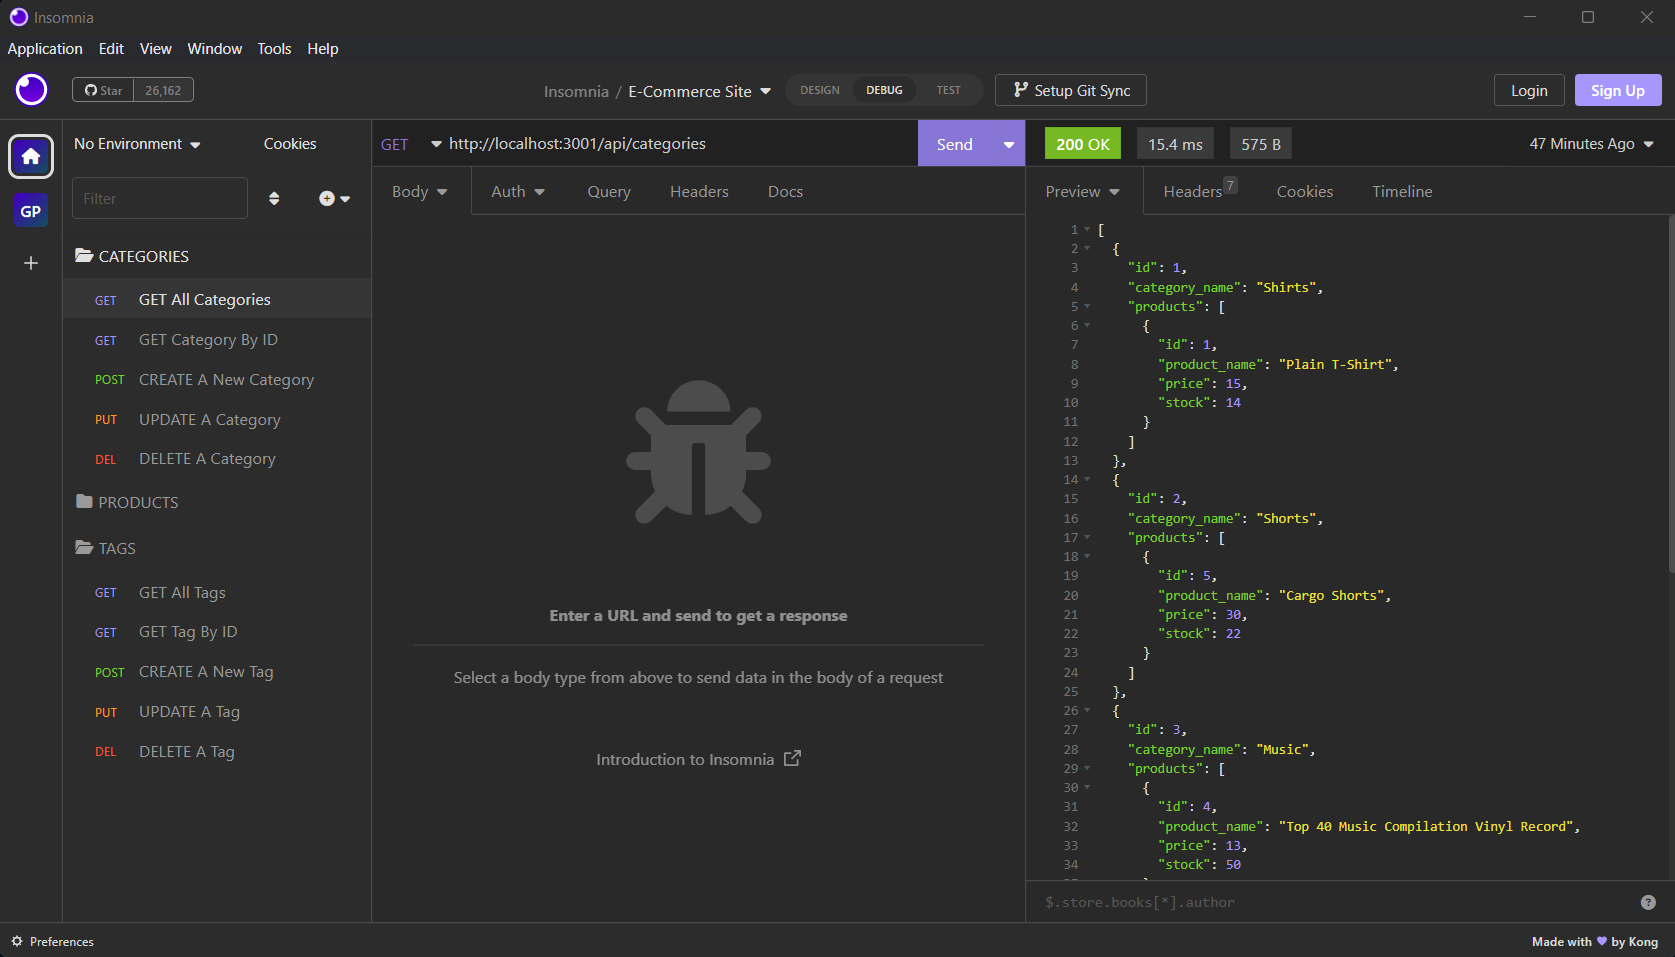 Insomnia
Application Edit View Window Tools Help
Star 26,162
Insomnia / E-Commerce Site
DESIGN DEBUG TEST
Setup Git Sync
Login
Sign Up
No Environment
Cookies
GET http://localhost:3001/api/categories
Send
200 OK
15.4 ms
575 B
47 Minutes Ago
GP
Filter
Body Auth Query Headers Docs
Preview Headers 7 Cookies Timeline
CATEGORIES
GET GET All Categories
GET GET Category By ID
POST CREATE A New Category
PUT UPDATE A Category
DEL DELETE A Category
PRODUCTS
TAGS
GET GET All Tags
GET GET Tag By ID
POST CREATE A New Tag
PUT UPDATE A Tag
DEL DELETE A Tag
Enter a URL and send to get a response
Select a body type from above to send data in the body of a request
Introduction to Insomnia
1 [
2 {
3 "id": 1,
4 "category_name": "Shirts",
5 "products": [
6 {
7 "id": 1,
8 "product_name": "Plain T-Shirt",
9 "price": 15,
10 "stock": 14
11 }
12 ]
13 },
14 {
15 "id": 2,
16 "category_name": "Shorts",
17 "products": [
18 {
19 "id": 5,
20 "product_name": "Cargo Shorts",
21 "price": 30,
22 "stock": 22
23 }
24 ]
25 },
26 {
27 "id": 3,
28 "category_name": "Music",
29 "products": [
30 {
31 "id": 4,
32 "product_name": "Top 40 Music Compilation Vinyl Record",
33 "price": 13,
34 "stock": 50
$.store.books[*].author
?
Preferences
Made with 💜 by Kong